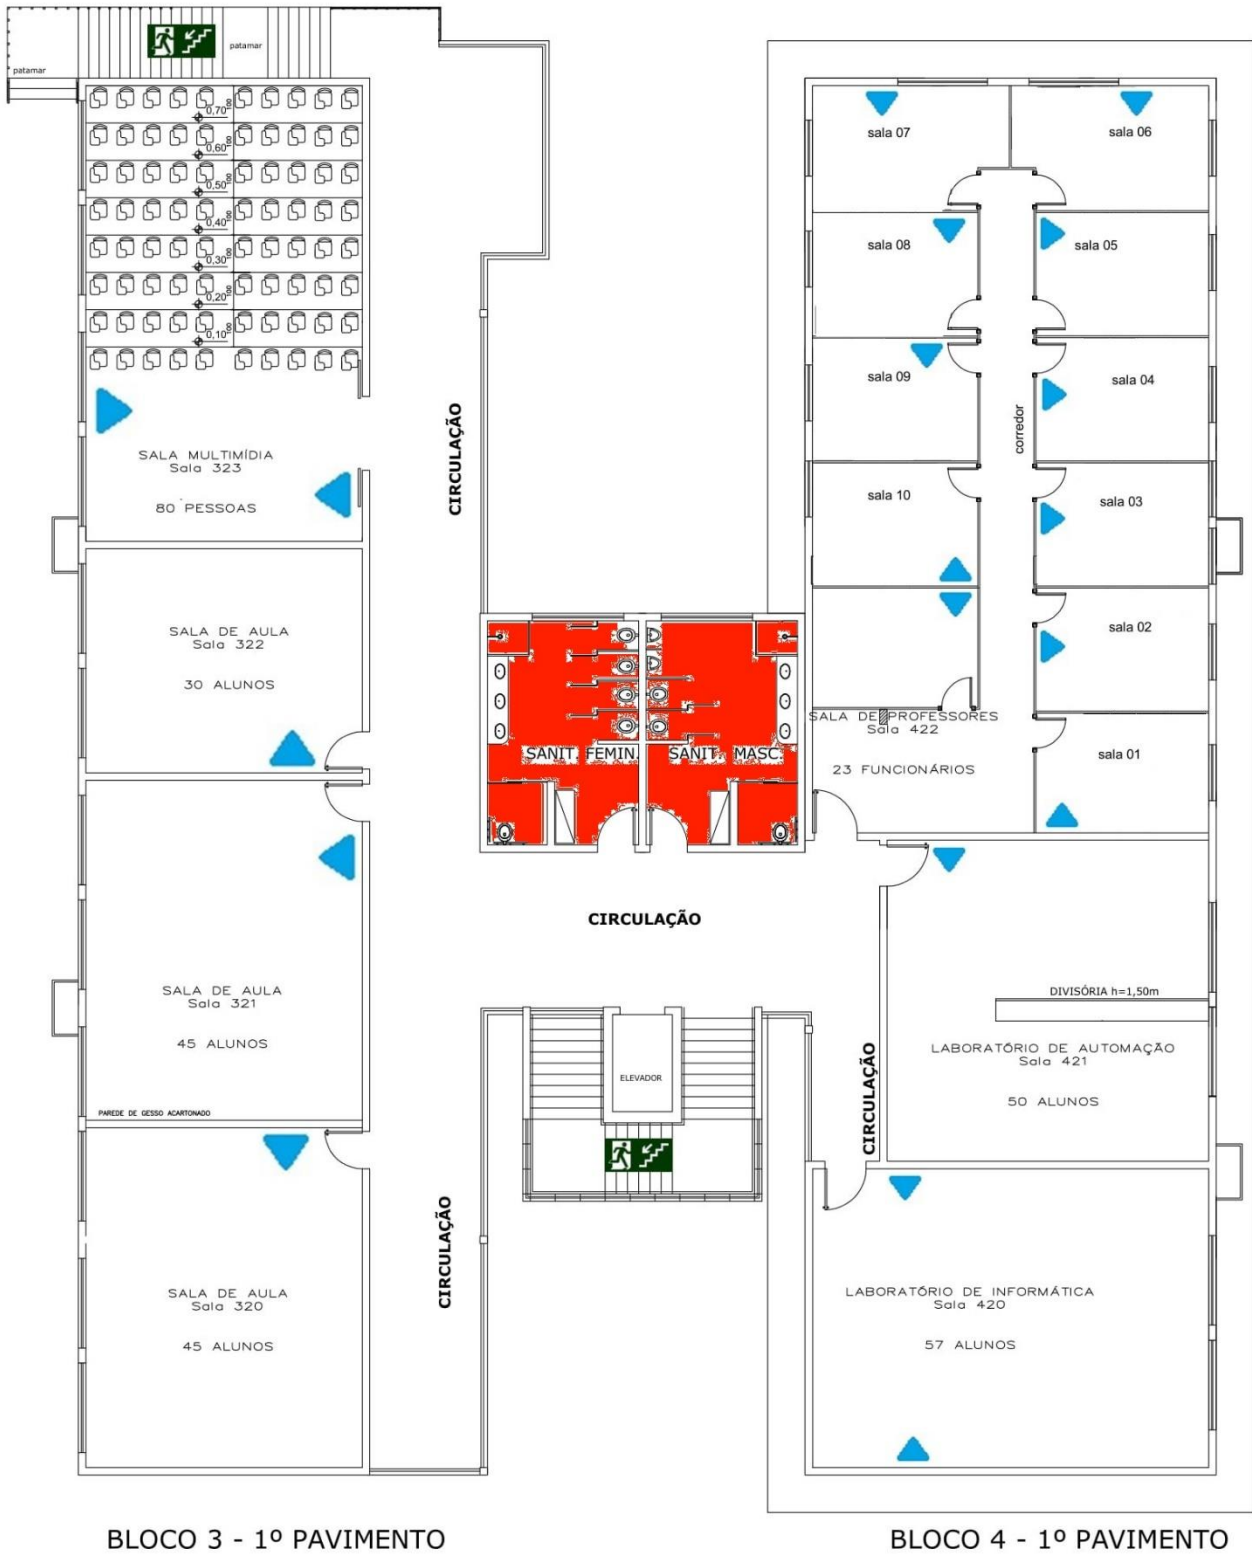 patamar
patamar
0,70
0,60
0,50
0,40
0,30
0,20
0,10
SALA MULTIMÍDIA
Sala 323
80 PESSOAS
CIRCULAÇÃO
SALA DE AULA
Sala 322
30 ALUNOS
SALA DE AULA
Sala 321
45 ALUNOS
PAREDE DE GESSO ACARTONADO
SALA DE AULA
Sala 320
45 ALUNOS
CIRCULAÇÃO
SANIT. FEMIN.
SANIT. MASC.
CIRCULAÇÃO
ELEVADOR
sala 07
sala 06
sala 08
sala 05
sala 09
sala 04
corredor
sala 10
sala 03
sala 02
SALA DE PROFESSORES
Sala 422
23 FUNCIONÁRIOS
sala 01
DIVISÓRIA h=1,50m
LABORATÓRIO DE AUTOMAÇÃO
Sala 421
50 ALUNOS
CIRCULAÇÃO
LABORATÓRIO DE INFORMÁTICA
Sala 420
57 ALUNOS
BLOCO 3 - 1º PAVIMENTO
BLOCO 4 - 1º PAVIMENTO